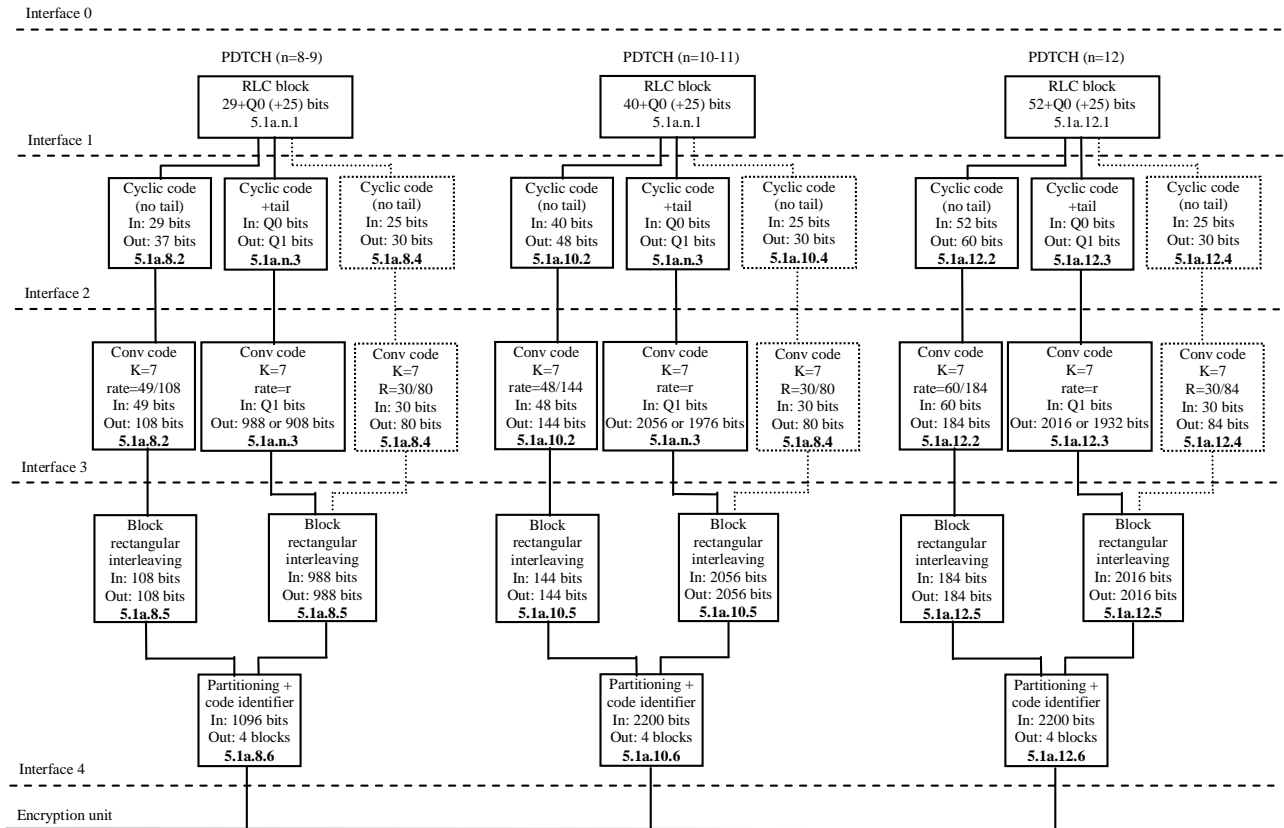 Interface 0
PDTCH (n=8-9)
RLC block
29+Q0 (+25) bits
5.1a.n.1
PDTCH (n=10-11)
RLC block
40+Q0 (+25) bits
5.1a.n.1
PDTCH (n=12)
RLC block
52+Q0 (+25) bits
5.1a.12.1
Interface 1
Cyclic code
(no tail)
In: 29 bits
Out: 37 bits
5.1a.8.2
Cyclic code
+tail
In: Q0 bits
Out: Q1 bits
5.1a.n.3
Cyclic code
(no tail)
In: 25 bits
Out: 30 bits
5.1a.8.4
Cyclic code
(no tail)
In: 40 bits
Out: 48 bits
5.1a.10.2
Cyclic code
+tail
In: Q0 bits
Out: Q1 bits
5.1a.n.3
Cyclic code
(no tail)
In: 25 bits
Out: 30 bits
5.1a.10.4
Cyclic code
(no tail)
In: 52 bits
Out: 60 bits
5.1a.12.2
Cyclic code
+tail
In: Q0 bits
Out: Q1 bits
5.1a.12.3
Cyclic code
(no tail)
In: 25 bits
Out: 30 bits
5.1a.12.4
Interface 2
Conv code
K=7
rate=49/108
In: 49 bits
Out: 108 bits
5.1a.8.2
Conv code
K=7
rate=r
In: Q1 bits
Out: 988 or 908 bits
5.1a.n.3
Conv code
K=7
R=30/80
In: 30 bits
Out: 80 bits
5.1a.8.4
Conv code
K=7
rate=48/144
In: 48 bits
Out: 144 bits
5.1a.10.2
Conv code
K=7
rate=r
In: Q1 bits
Out: 2056 or 1976 bits
5.1a.n.3
Conv code
K=7
R=30/80
In: 30 bits
Out: 80 bits
5.1a.8.4
Conv code
K=7
rate=60/184
In: 60 bits
Out: 184 bits
5.1a.12.2
Conv code
K=7
rate=r
In: Q1 bits
Out: 2016 or 1932 bits
5.1a.12.3
Conv code
K=7
R=30/84
In: 30 bits
Out: 84 bits
5.1a.12.4
Interface 3
Block
rectangular
interleaving
In: 108 bits
Out: 108 bits
5.1a.8.5
Block
rectangular
interleaving
In: 988 bits
Out: 988 bits
5.1a.8.5
Block
rectangular
interleaving
In: 144 bits
Out: 144 bits
5.1a.10.5
Block
rectangular
interleaving
In: 2056 bits
Out: 2056 bits
5.1a.10.5
Block
rectangular
interleaving
In: 184 bits
Out: 184 bits
5.1a.12.5
Block
rectangular
interleaving
In: 2016 bits
Out: 2016 bits
5.1a.12.5
Partitioning +
code identifier
In: 1096 bits
Out: 4 blocks
5.1a.8.6
Partitioning +
code identifier
In: 2200 bits
Out: 4 blocks
5.1a.10.6
Partitioning +
code identifier
In: 2200 bits
Out: 4 blocks
5.1a.12.6
Interface 4
Encryption unit